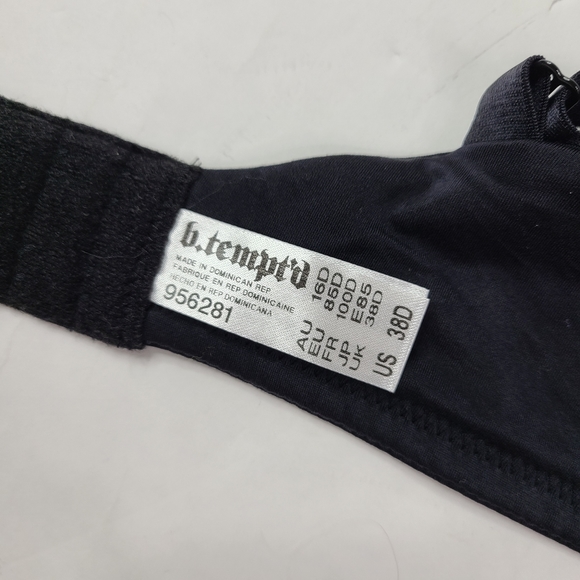 b.tempt'd
MADE IN DOMINICAN REP
FABRIQUE EN REP DOMINICAINE
HECHO EN REP DOMINICANA
956281
AU 16D
EU 85D
FR 100D
JP E85
UK 38D
US 38D